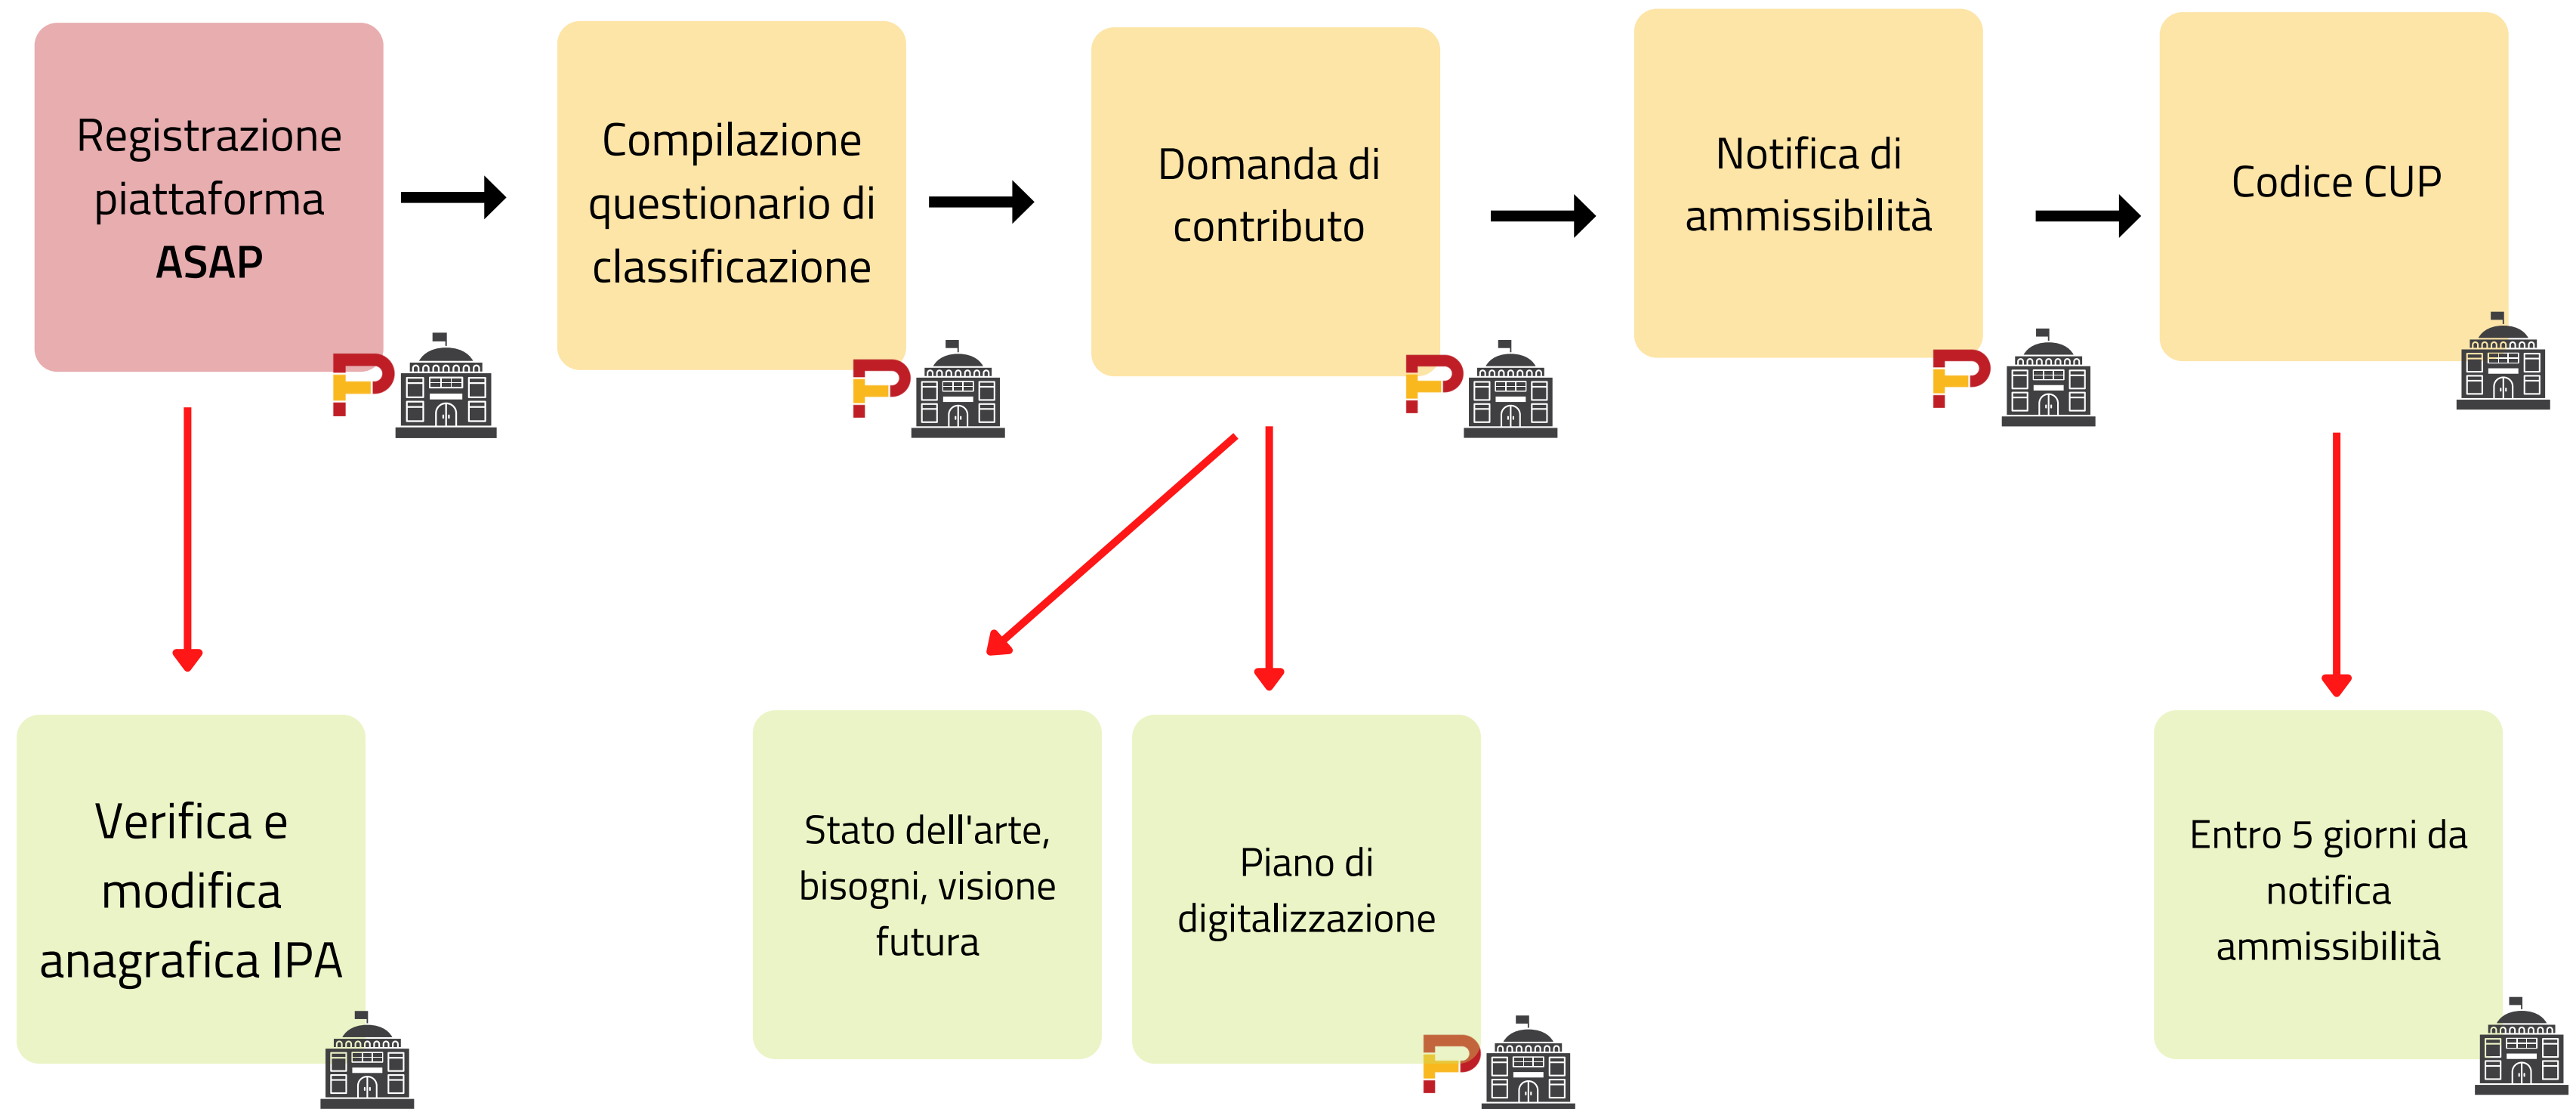 Registrazione
piattaforma
ASAP
Compilazione
questionario di
classificazione
Domanda di
contributo
Notifica di
ammissibilità
Codice CUP
Verifica e
modifica
anagrafica IPA
Stato dell'arte,
bisogni, visione
futura
Piano di
digitalizzazione
Entro 5 giorni da
notifica
ammissibilità